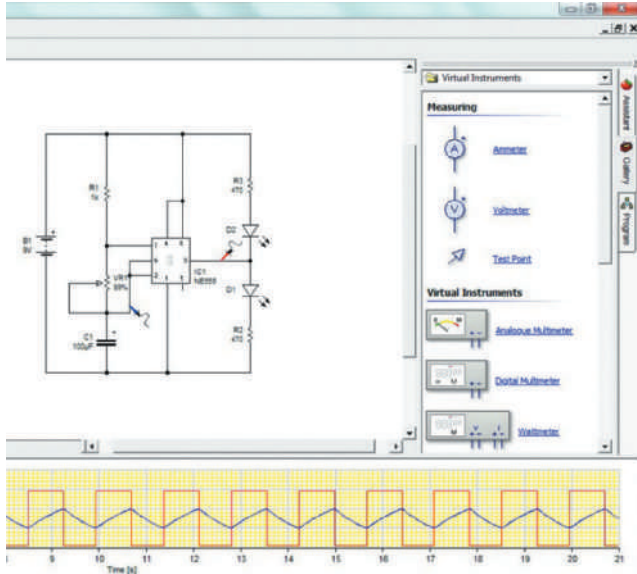 Virtual Instruments
Measuring
Ammeter
Voltmeter
Test Point
Virtual Instruments
Analogue Multimeter
Digital Multimeter
Wattmeter
Assistant
Gallery
Program
R1
1k
VR1
C1
100µF
IC1
NE555
R3
470
D2
D1
R2
470
8 9 10 11 12 13 14 15 16 17 18 19 20 21
Time [s]